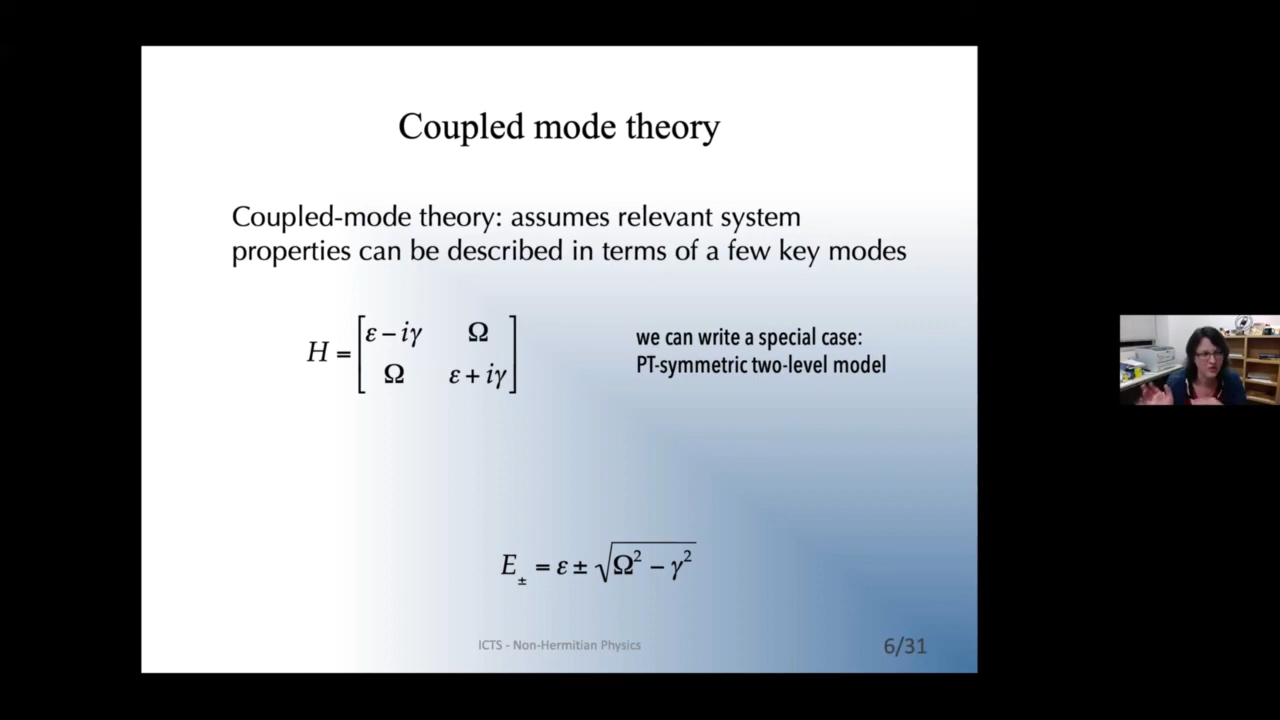 Coupled mode theory
Coupled-mode theory: assumes relevant system
properties can be described in terms of a few key modes
H = [ε − iγ Ω
Ω ε + iγ]
we can write a special case:
PT-symmetric two-level model
E± = ε ± √Ω² − γ²
ICTS - Non-Hermitian Physics
6/31